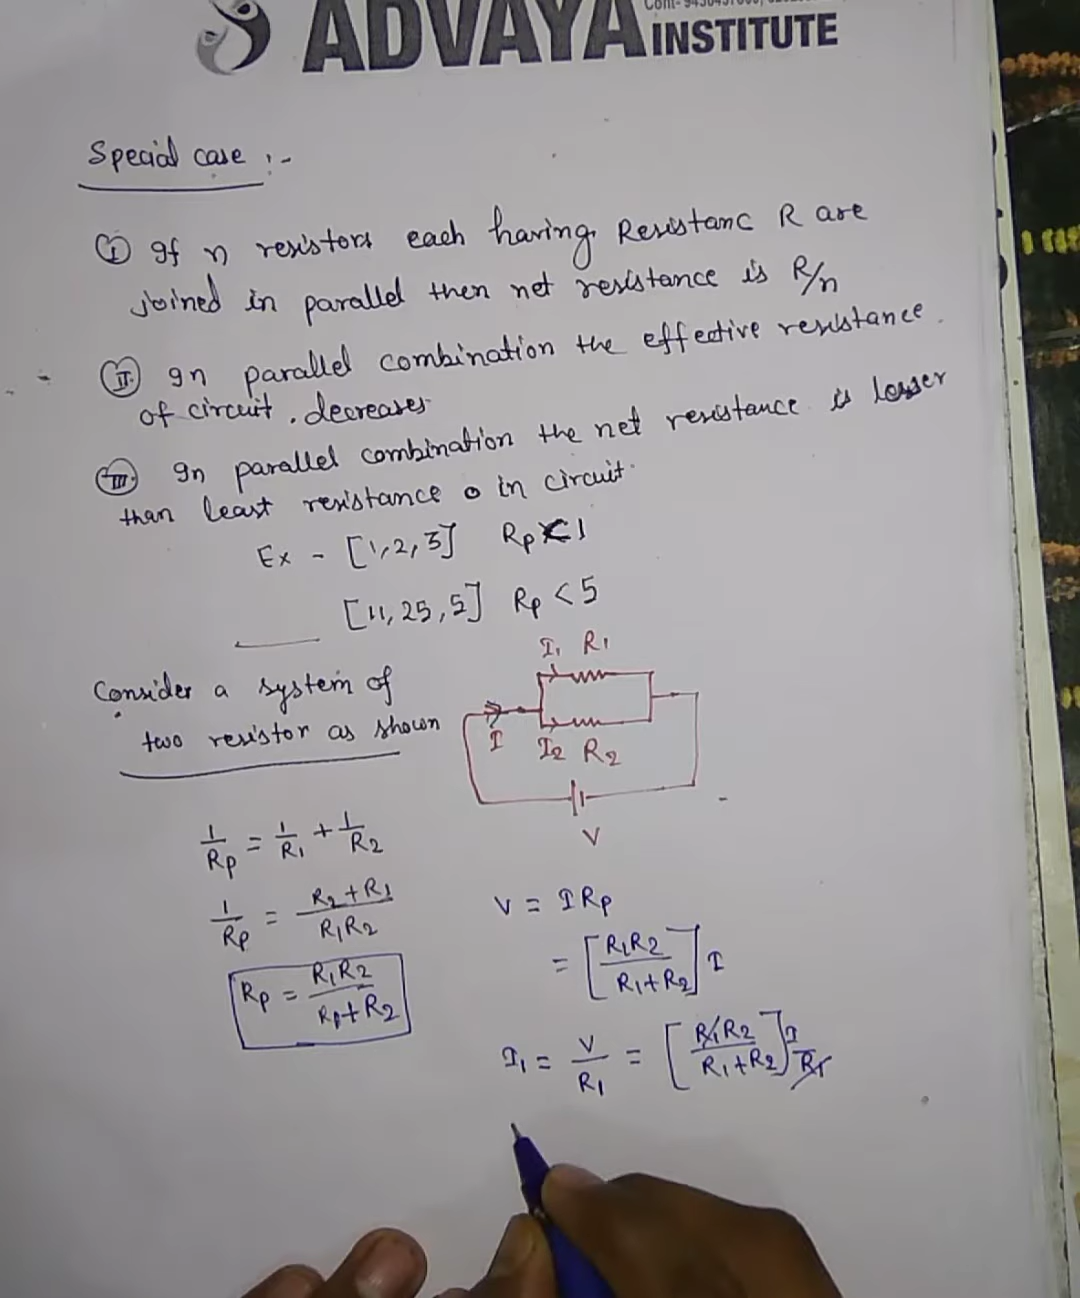 ADVAYA INSTITUTE
Special case :-
(I) If n resistors each having Resistanc R are
joined in parallel then net resistance is R/n
(II) In parallel combination the effective resistance
of circuit . decreases
(III) In parallel combination the net resistance is lesser
than least resistance in circuit
Ex - [1,2,3] Rp < 1
[11, 25, 5] Rp < 5
Consider a system of
two resistor as shown
I1 R1
I I2 R2
V
1/Rp = 1/R1 + 1/R2
1/Rp = R2+R1/R1R2
Rp = R1R2/R1+R2
V = IRp
= [R1R2/R1+R2] I
I1 = V/R1 = [R1R2/R1+R2] I/R1